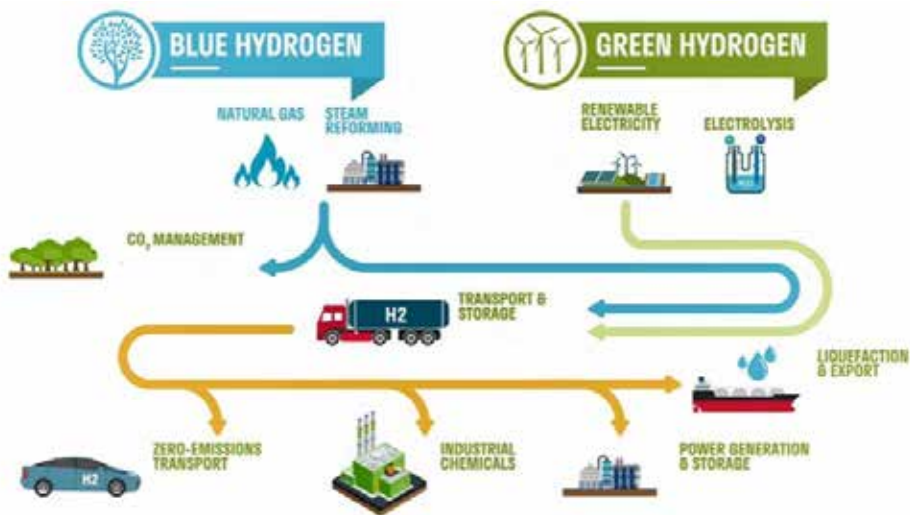 BLUE HYDROGEN
GREEN HYDROGEN
NATURAL GAS
STEAM
REFORMING
RENEWABLE
ELECTRICITY
ELECTROLYSIS
CO₂ MANAGEMENT
H2
TRANSPORT &
STORAGE
LIQUEFACTION
& EXPORT
ZERO-EMISSIONS
TRANSPORT
H2
INDUSTRIAL
CHEMICALS
POWER GENERATION
& STORAGE